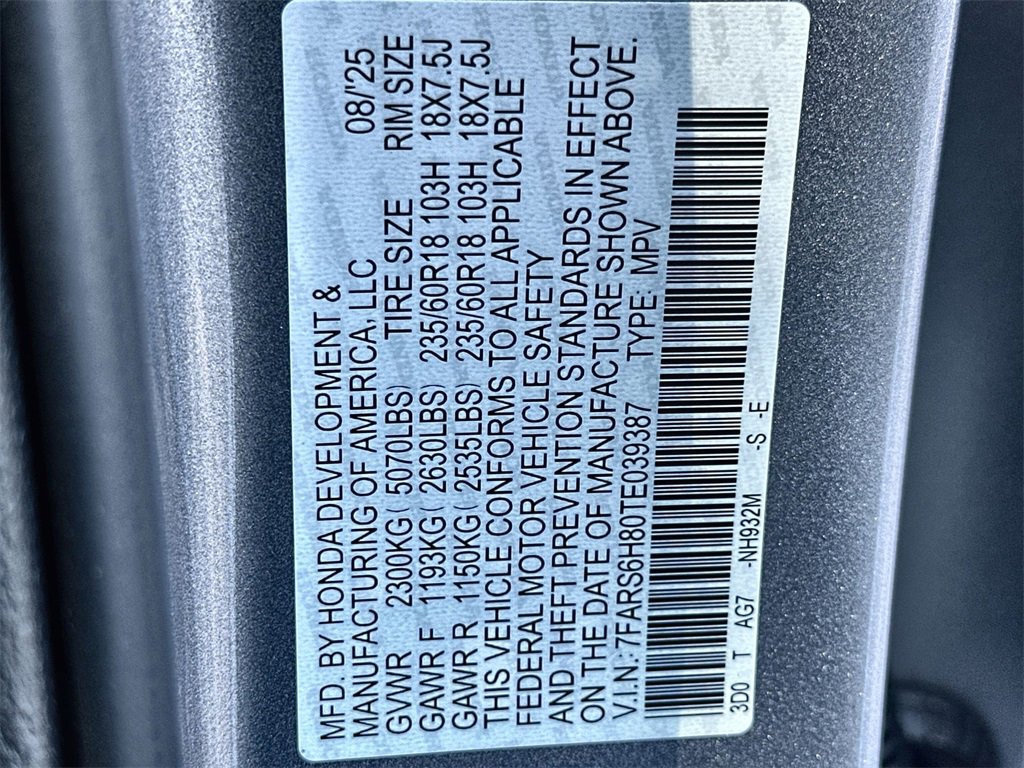 MFD. BY HONDA DEVELOPMENT &
MANUFACTURING OF AMERICA, LLC 08/'25
GVWR 2300KG ( 5070LBS) TIRE SIZE RIM SIZE
GAWR F 1193KG ( 2630LBS) 235/60R18 103H 18X7.5J
GAWR R 1150KG ( 2535LBS) 235/60R18 103H 18X7.5J
THIS VEHICLE CONFORMS TO ALL APPLICABLE
FEDERAL MOTOR VEHICLE SAFETY
AND THEFT PREVENTION STANDARDS IN EFFECT
ON THE DATE OF MANUFACTURE SHOWN ABOVE.
V.I.N.: 7FARS6H80TE039387 TYPE: MPV
3D0 T AG7 -NH932M -S -E